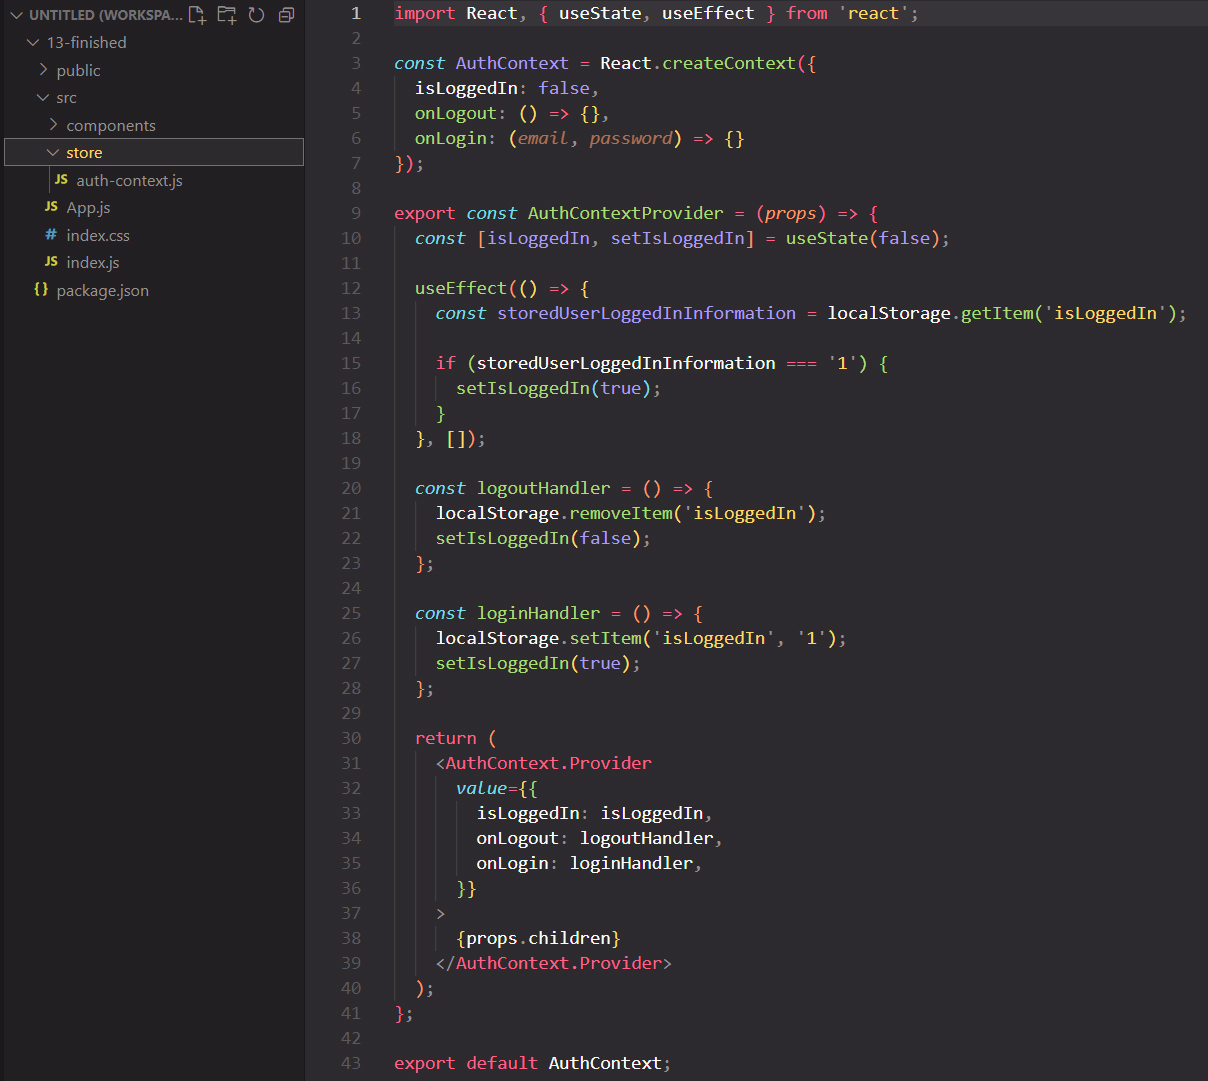 UNTITLED (WORKSPA...
13-finished
public
src
components
store
JS auth-context.js
JS App.js
# index.css
JS index.js
{} package.json
1 import React, { useState, useEffect } from 'react';
2
3 const AuthContext = React.createContext({
4   isLoggedIn: false,
5   onLogout: () => {},
6   onLogin: (email, password) => {}
7 });
8
9 export const AuthContextProvider = (props) => {
10   const [isLoggedIn, setIsLoggedIn] = useState(false);
11
12   useEffect(() => {
13     const storedUserLoggedInInformation = localStorage.getItem('isLoggedIn');
14
15     if (storedUserLoggedInInformation === '1') {
16       setIsLoggedIn(true);
17     }
18   }, []);
19
20   const logoutHandler = () => {
21     localStorage.removeItem('isLoggedIn');
22     setIsLoggedIn(false);
23   };
24
25   const loginHandler = () => {
26     localStorage.setItem('isLoggedIn', '1');
27     setIsLoggedIn(true);
28   };
29
30   return (
31     <AuthContext.Provider
32       value={{
33         isLoggedIn: isLoggedIn,
34         onLogout: logoutHandler,
35         onLogin: loginHandler,
36       }}
37     >
38       {props.children}
39     </AuthContext.Provider>
40   );
41 };
42
43 export default AuthContext;